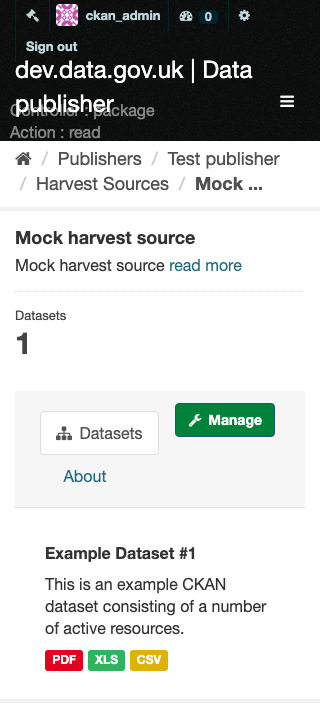 ckan_admin 0
Sign out
dev.data.gov.uk | Data
publisher
Controller : package
Action : read
/ Publishers / Test publisher
/ Harvest Sources / Mock ...
Mock harvest source
Mock harvest source read more
Datasets
1
Datasets
Manage
About
Example Dataset #1
This is an example CKAN
dataset consisting of a number
of active resources.
PDF XLS CSV